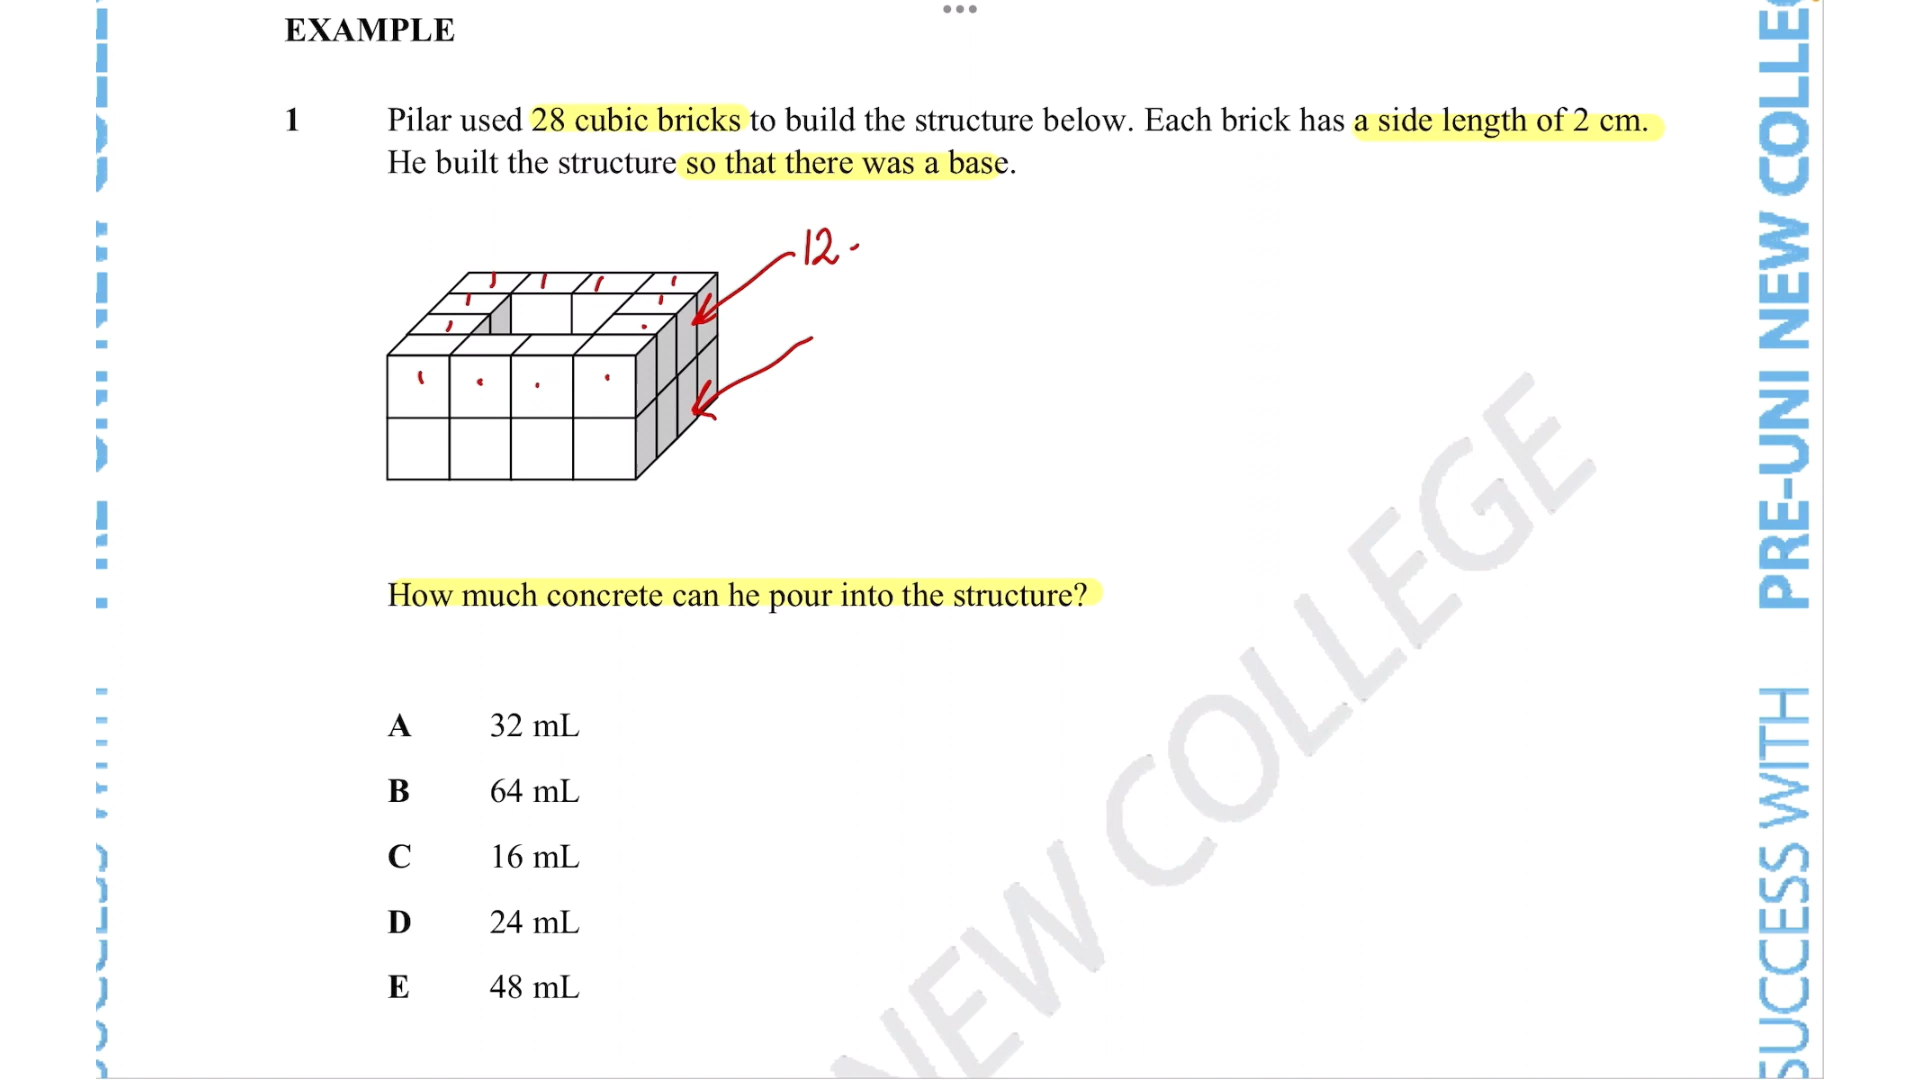 EXAMPLE
1 Pilar used 28 cubic bricks to build the structure below. Each brick has a side length of 2 cm.
He built the structure so that there was a base.
12
How much concrete can he pour into the structure?
A 32 mL
B 64 mL
C 16 mL
D 24 mL
E 48 mL
NEW COLLEGE
SUCCESS WITH PRE-UNI NEW COLLE